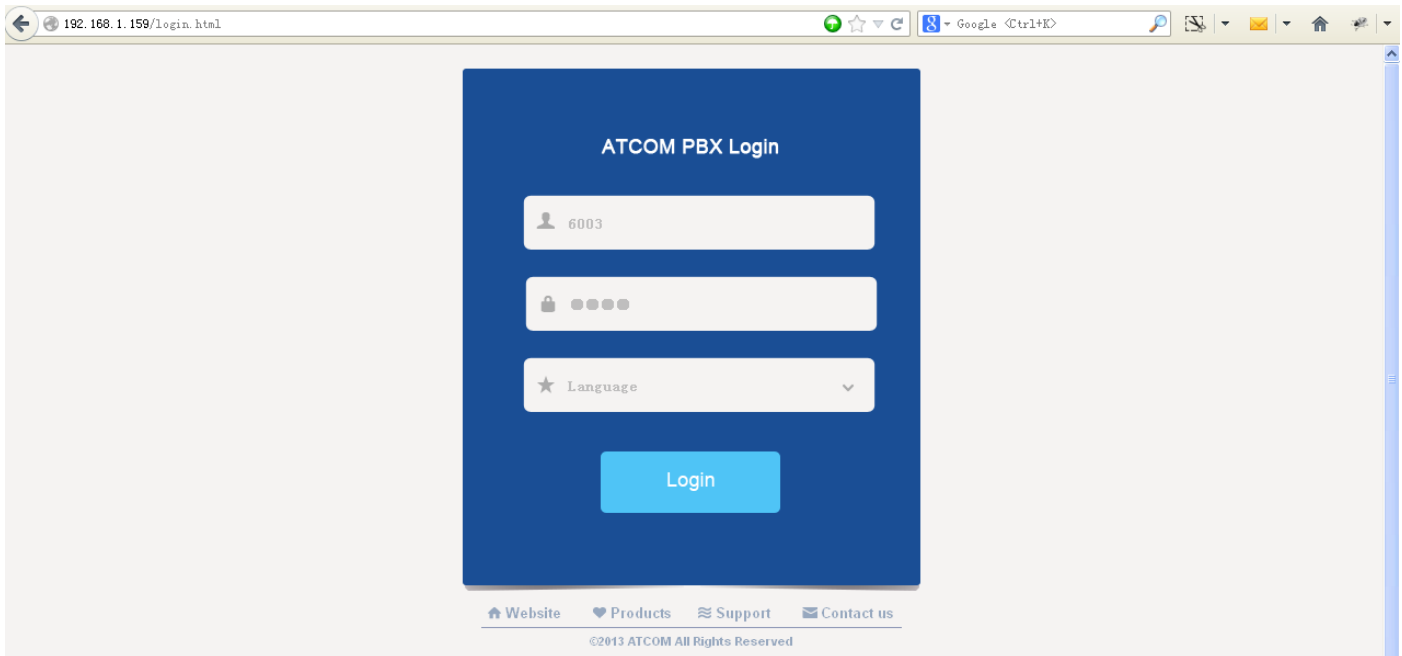 192.168.1.159/login.html
8 Google <Ctrl+K>
ATCOM PBX Login
6003
Language
Login
Website Products Support Contact us
©2013 ATCOM All Rights Reserved